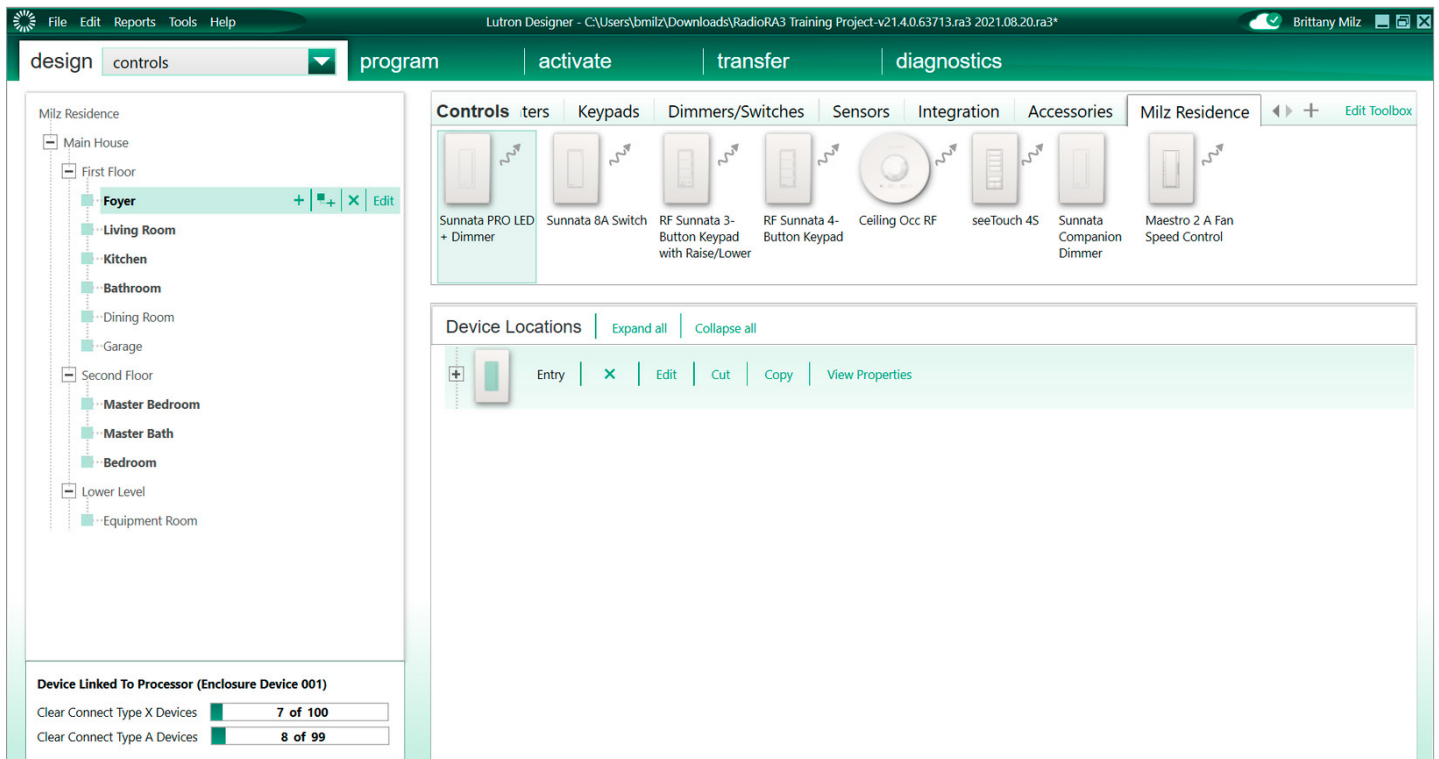 File Edit Reports Tools Help
Lutron Designer - C:\Users\bmilz\Downloads\RadioRA3 Training Project-v21.4.0.63713.ra3 2021.08.20.ra3*
Brittany Milz
design controls program activate transfer diagnostics
Milz Residence
Main House
First Floor
Foyer + × Edit
Living Room
Kitchen
Bathroom
Dining Room
Garage
Second Floor
Master Bedroom
Master Bath
Bedroom
Lower Level
Equipment Room
Device Linked To Processor (Enclosure Device 001)
Clear Connect Type X Devices 7 of 100
Clear Connect Type A Devices 8 of 99
Controls ters Keypads Dimmers/Switches Sensors Integration Accessories Milz Residence + Edit Toolbox
Sunnata PRO LED
+ Dimmer
Sunnata 8A Switch
RF Sunnata 3-
Button Keypad
with Raise/Lower
RF Sunnata 4-
Button Keypad
Ceiling Occ RF
seeTouch 4S
Sunnata
Companion
Dimmer
Maestro 2 A Fan
Speed Control
Device Locations Expand all Collapse all
Entry × Edit Cut Copy View Properties